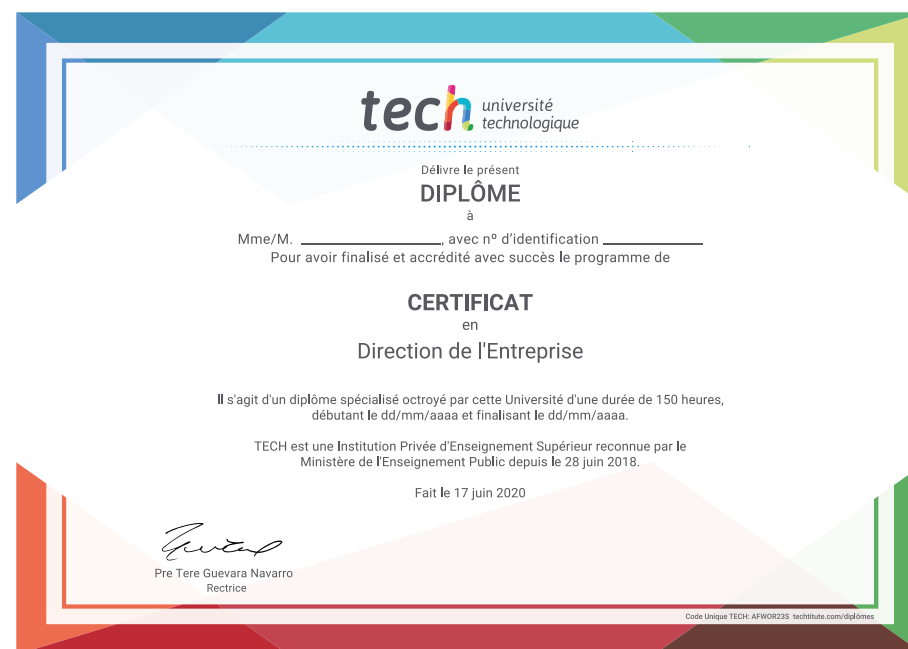 tech université
technologique
Délivre le présent
DIPLÔME
à
Mme/M. ____________________, avec nº d'identification ______________
Pour avoir finalisé et accrédité avec succès le programme de
CERTIFICAT
en
Direction de l'Entreprise
Il s'agit d'un diplôme spécialisé octroyé par cette Université d'une durée de 150 heures,
débutant le dd/mm/aaaa et finalisant le dd/mm/aaaa.
TECH est une Institution Privée d'Enseignement Supérieur reconnue par le
Ministère de l'Enseignement Public depuis le 28 juin 2018.
Fait le 17 juin 2020
Pre Tere Guevara Navarro
Rectrice
Code Unique TECH: AFWOR23S techtitute.com/diplômes